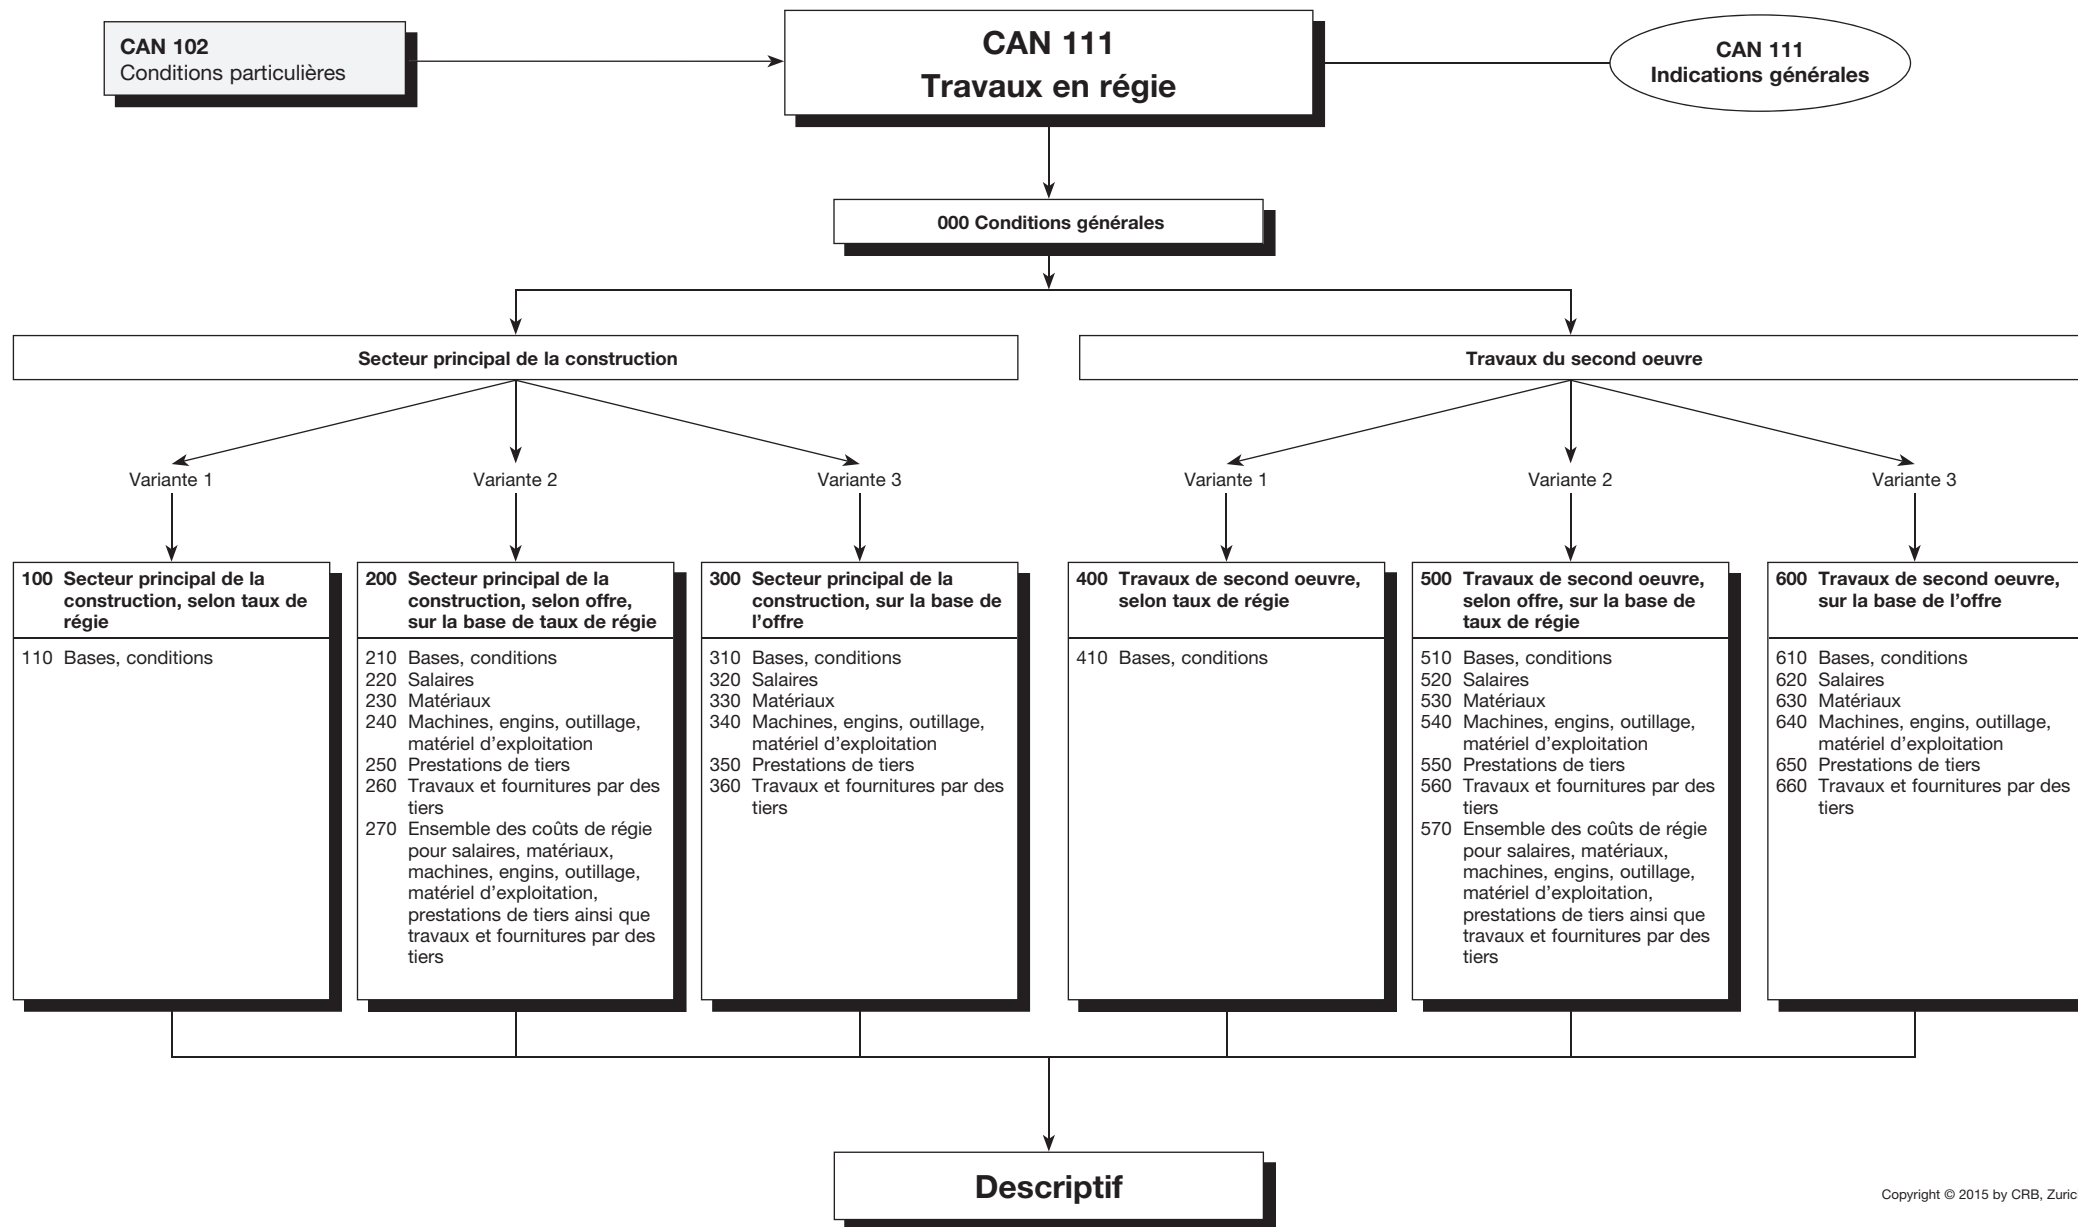 CAN 102
Conditions particulières
CAN 111
Travaux en régie
CAN 111
Indications générales
000 Conditions générales
Secteur principal de la construction
Travaux du second oeuvre
Variante 1
Variante 2
Variante 3
Variante 1
Variante 2
Variante 3
100 Secteur principal de la
construction, selon taux de
régie
110 Bases, conditions
200 Secteur principal de la
construction, selon offre,
sur la base de taux de régie
210 Bases, conditions
220 Salaires
230 Matériaux
240 Machines, engins, outillage,
matériel d'exploitation
250 Prestations de tiers
260 Travaux et fournitures par des
tiers
270 Ensemble des coûts de régie
pour salaires, matériaux,
machines, engins, outillage,
matériel d'exploitation,
prestations de tiers ainsi que
travaux et fournitures par des
tiers
300 Secteur principal de la
construction, sur la base de
l'offre
310 Bases, conditions
320 Salaires
330 Matériaux
340 Machines, engins, outillage,
matériel d'exploitation
350 Prestations de tiers
360 Travaux et fournitures par des
tiers
400 Travaux de second oeuvre,
selon taux de régie
410 Bases, conditions
500 Travaux de second oeuvre,
selon offre, sur la base de
taux de régie
510 Bases, conditions
520 Salaires
530 Matériaux
540 Machines, engins, outillage,
matériel d'exploitation
550 Prestations de tiers
560 Travaux et fournitures par des
tiers
570 Ensemble des coûts de régie
pour salaires, matériaux,
machines, engins, outillage,
matériel d'exploitation,
prestations de tiers ainsi que
travaux et fournitures par des
tiers
600 Travaux de second oeuvre,
sur la base de l'offre
610 Bases, conditions
620 Salaires
630 Matériaux
640 Machines, engins, outillage,
matériel d'exploitation
650 Prestations de tiers
660 Travaux et fournitures par des
tiers
Descriptif
Copyright © 2015 by CRB, Zuric